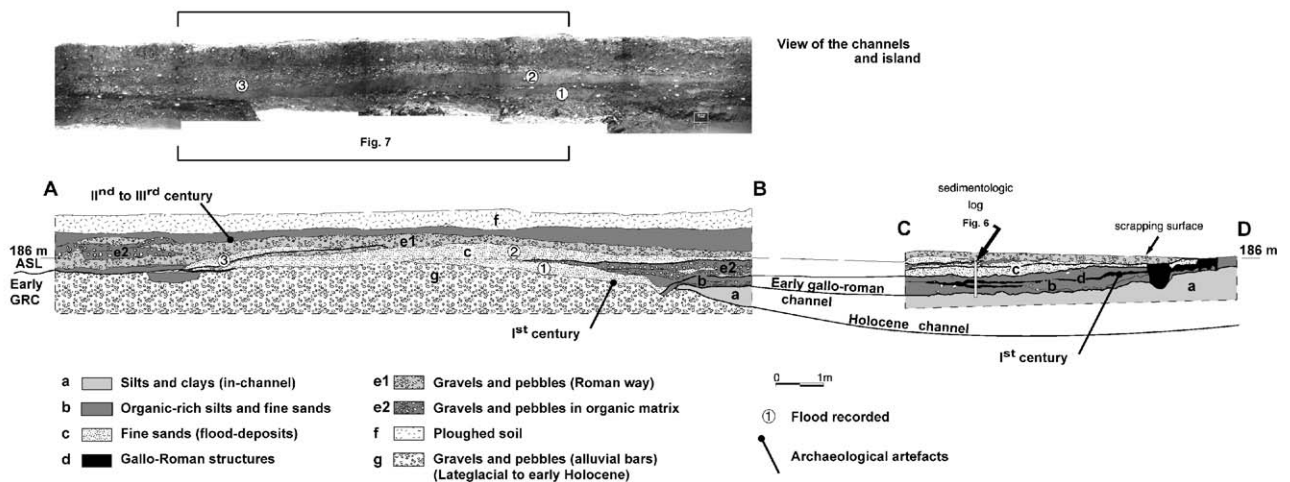 View of the channels
and island
②
③
①
Fig. 7
A
IInd to IIIrd century
B
sedimentologic
log
Fig. 6
scrapping surface
C
D
f
186 m
ASL
e2
e1
c
②
③
①
g
e2
b
a
Early
GRC
Early gallo-roman
channel
Holocene channel
186 m
c
d
b
a
Ist century
Ist century
a Silts and clays (in-channel)
b Organic-rich silts and fine sands
c Fine sands (flood-deposits)
d Gallo-Roman structures
e1 Gravels and pebbles (Roman way)
e2 Gravels and pebbles in organic matrix
f Ploughed soil
g Gravels and pebbles (alluvial bars)
(Lateglacial to early Holocene)
0 1m
① Flood recorded
Archaeological artefacts